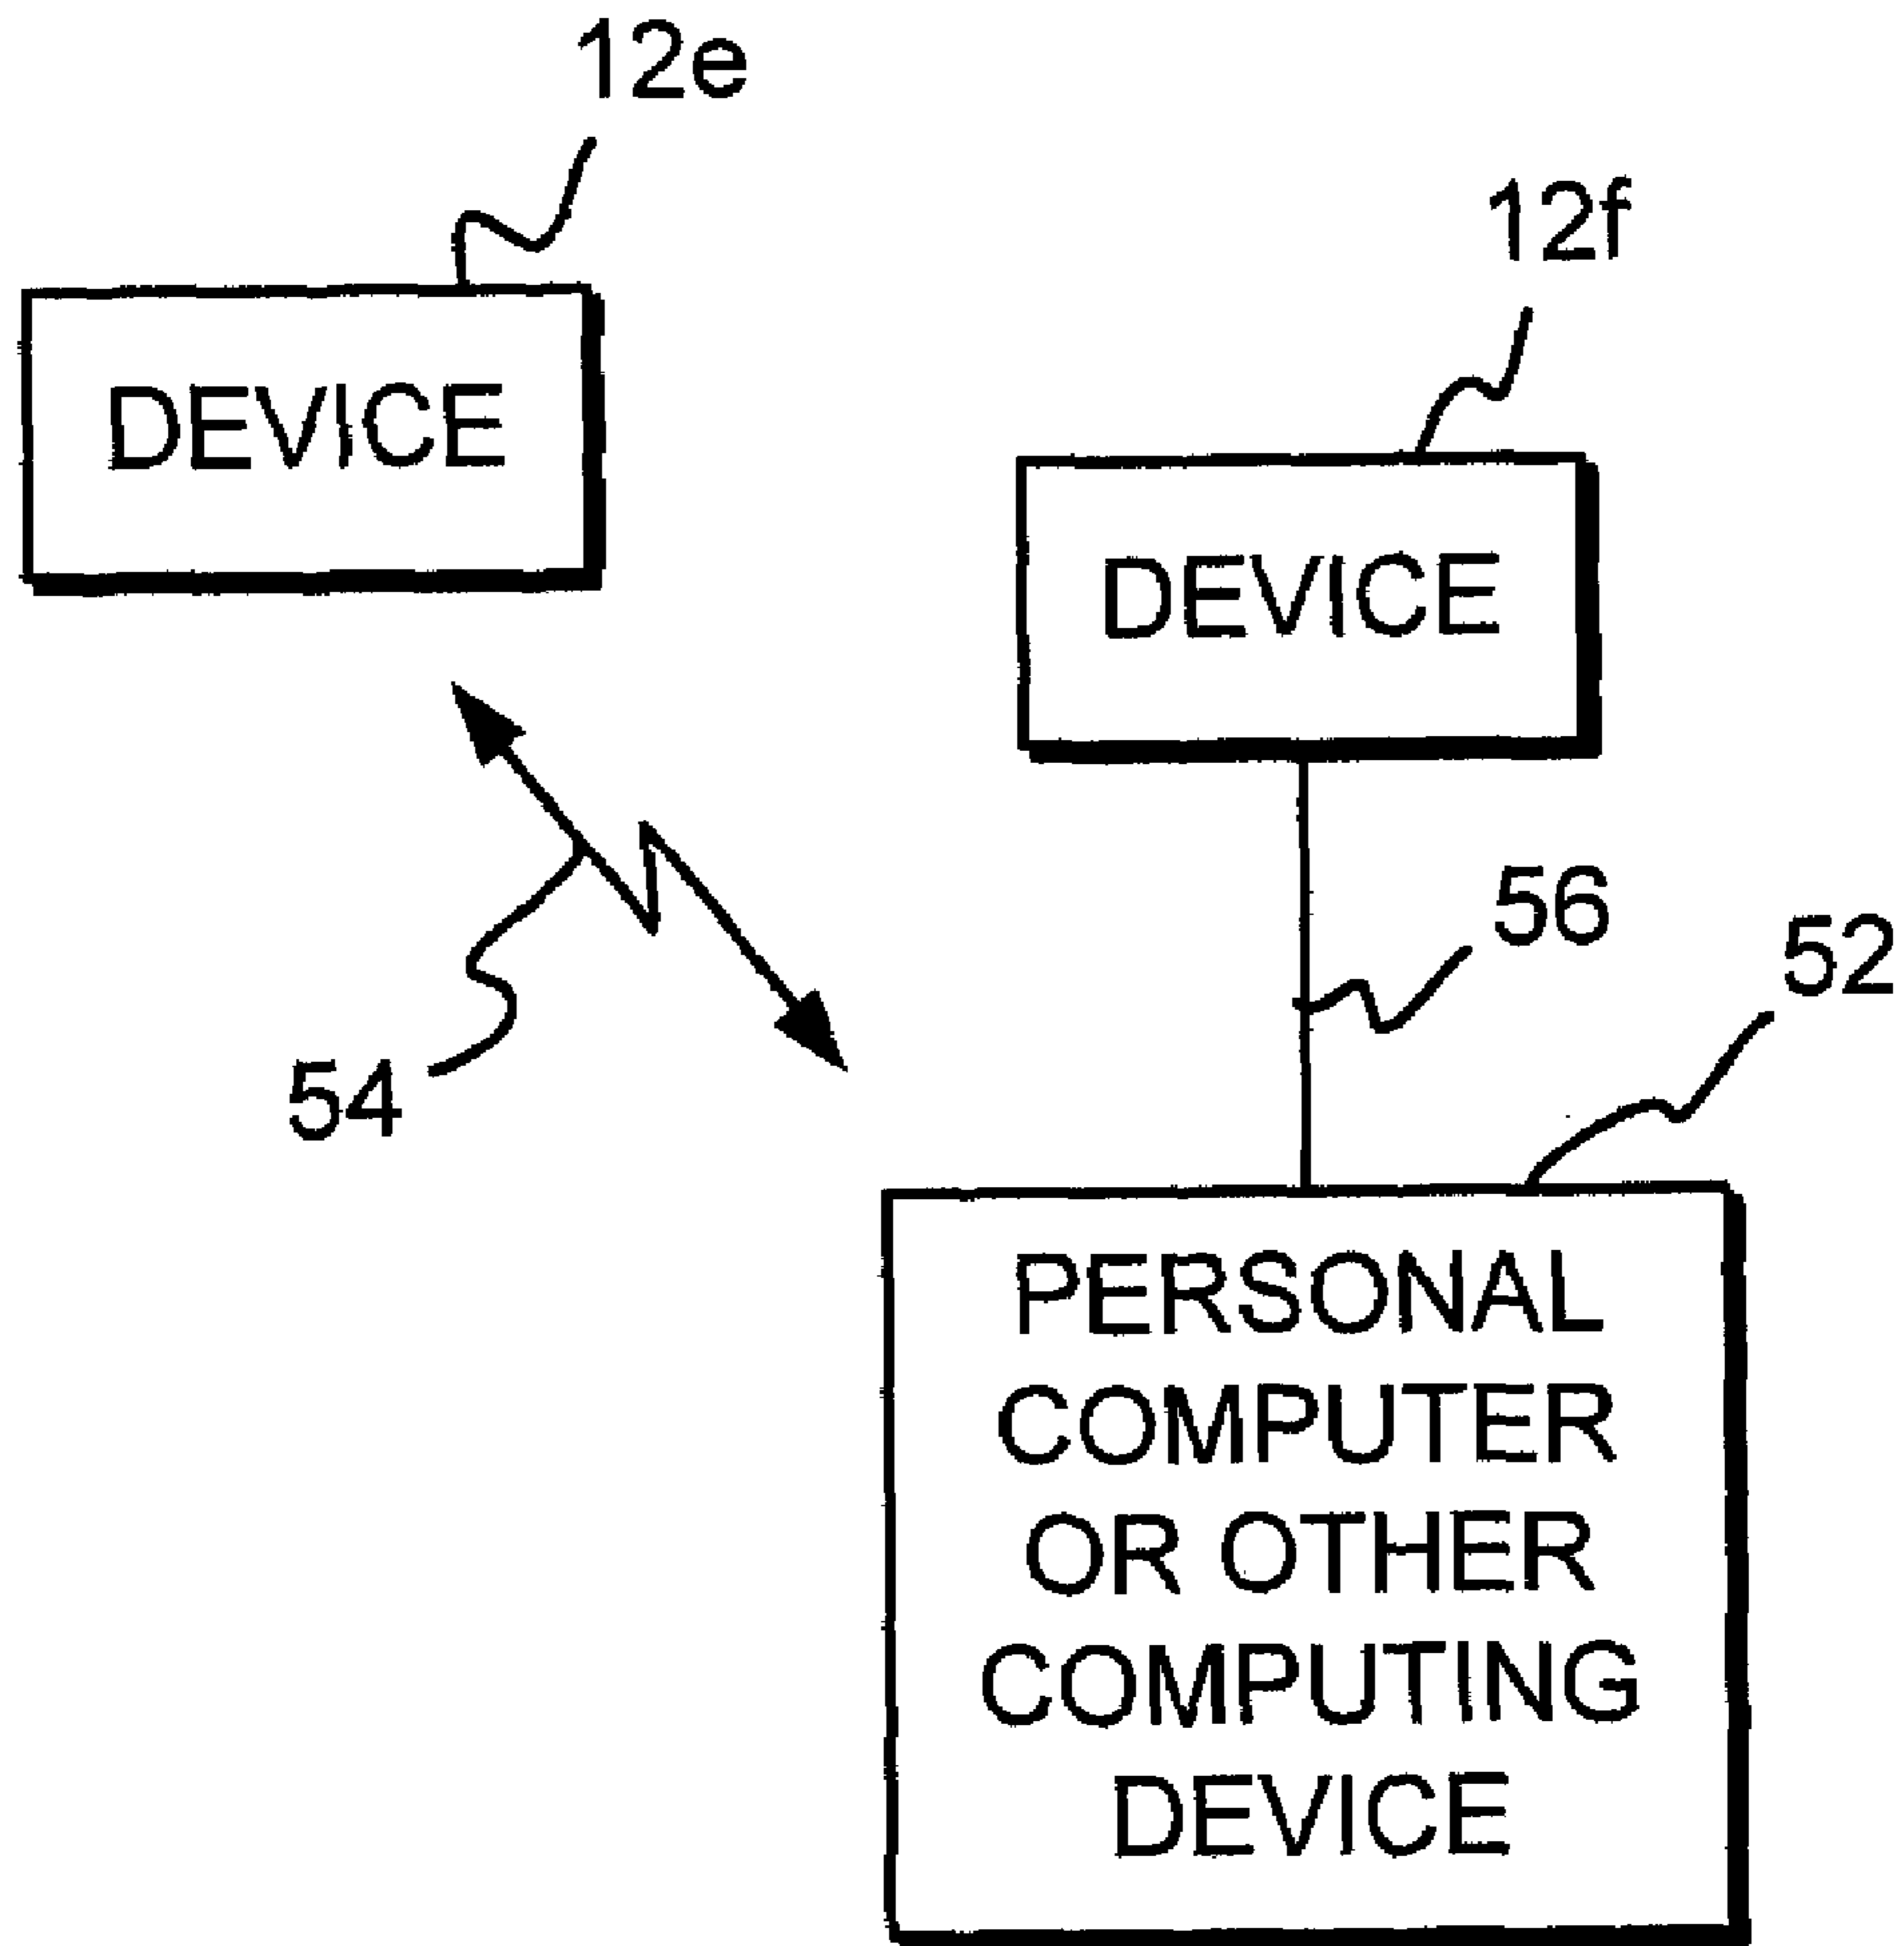 12e
DEVICE
12f
DEVICE
54
56
52
PERSONAL
COMPUTER
OR OTHER
COMPUTING
DEVICE